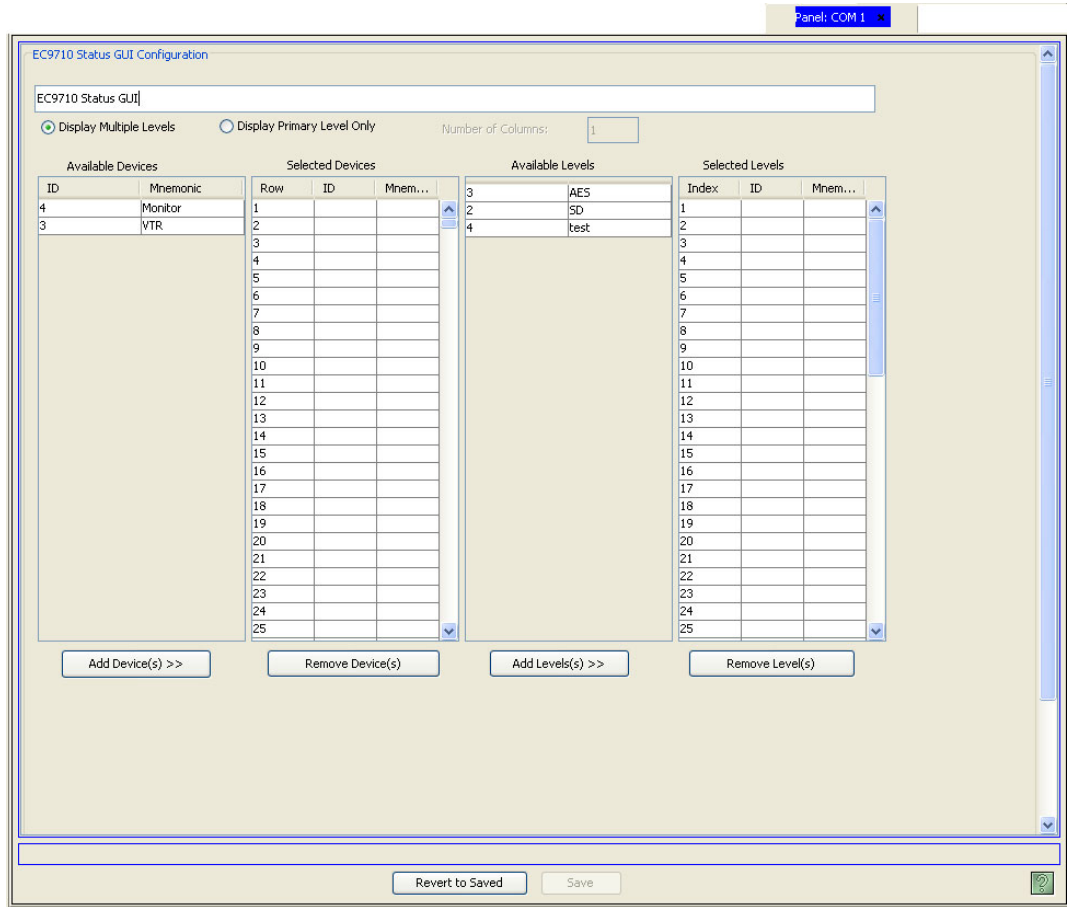 Panel: COM 1 ×
EC9710 Status GUI Configuration
EC9710 Status GUI
Display Multiple Levels Display Primary Level Only Number of Columns: 1
Available Devices Selected Devices Available Levels Selected Levels
ID Mnemonic Row ID Mnem... 3 AES Index ID Mnem...
4 Monitor 1 2 SD 1
3 VTR 2 4 test 2
3 3
4 4
5 5
6 6
7 7
8 8
9 9
10 10
11 11
12 12
13 13
14 14
15 15
16 16
17 17
18 18
19 19
20 20
21 21
22 22
23 23
24 24
25 25
Add Device(s) >> Remove Device(s) Add Levels(s) >> Remove Level(s)
Revert to Saved Save ?